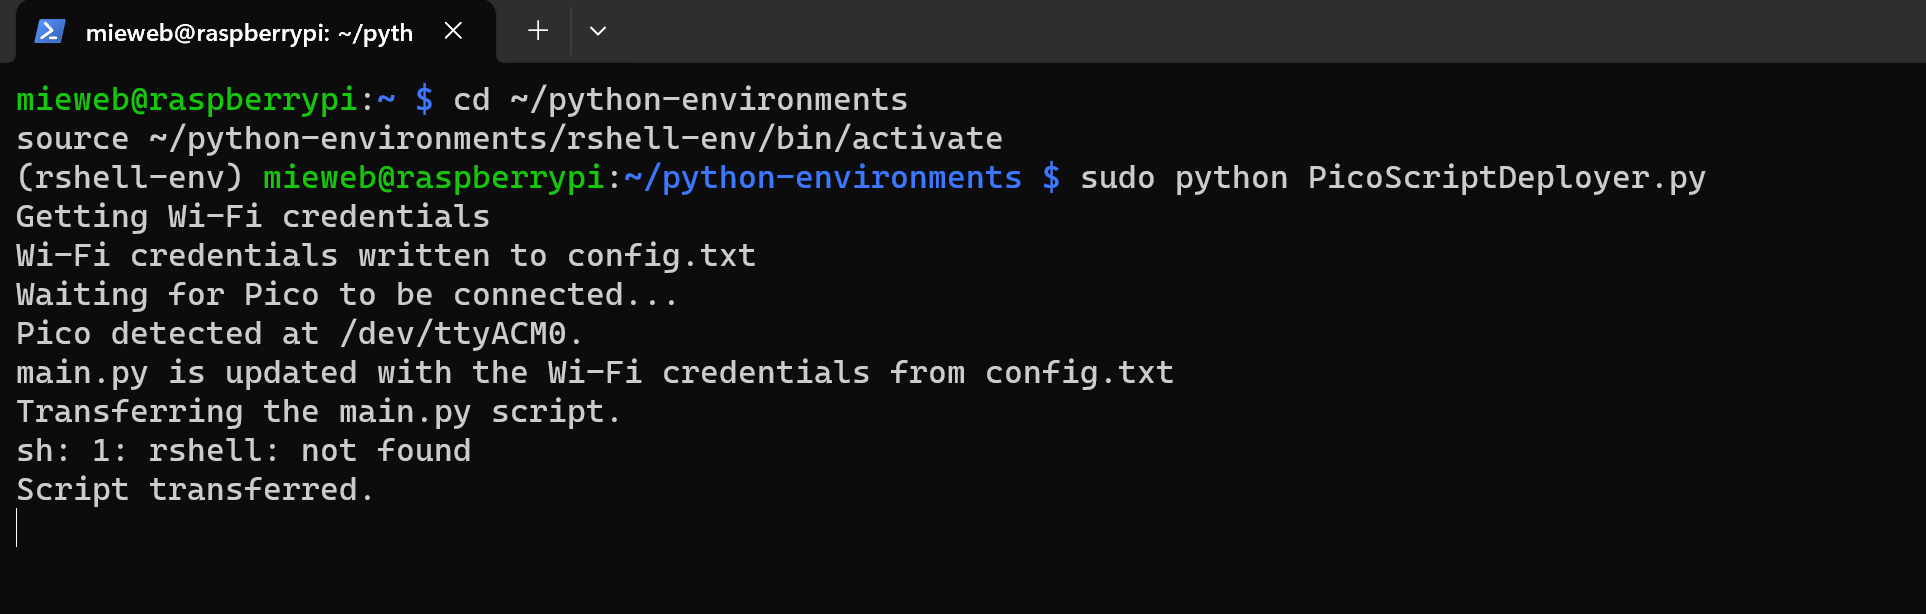 mieweb@raspberrypi: ~/pyth
mieweb@raspberrypi:~ $ cd ~/python-environments
source ~/python-environments/rshell-env/bin/activate
(rshell-env) mieweb@raspberrypi:~/python-environments $ sudo python PicoScriptDeployer.py
Getting Wi-Fi credentials
Wi-Fi credentials written to config.txt
Waiting for Pico to be connected...
Pico detected at /dev/ttyACM0.
main.py is updated with the Wi-Fi credentials from config.txt
Transferring the main.py script.
sh: 1: rshell: not found
Script transferred.